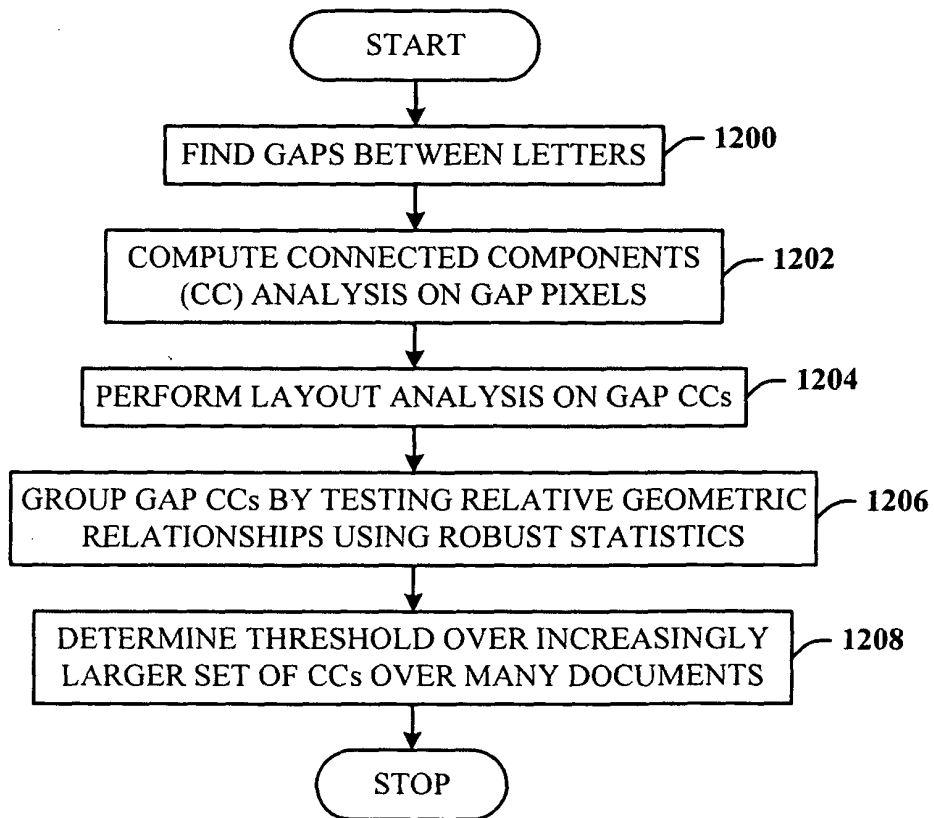 START
FIND GAPS BETWEEN LETTERS
1200
COMPUTE CONNECTED COMPONENTS
(CC) ANALYSIS ON GAP PIXELS
1202
PERFORM LAYOUT ANALYSIS ON GAP CCs
1204
GROUP GAP CCs BY TESTING RELATIVE GEOMETRIC
RELATIONSHIPS USING ROBUST STATISTICS
1206
DETERMINE THRESHOLD OVER INCREASINGLY
LARGER SET OF CCs OVER MANY DOCUMENTS
1208
STOP